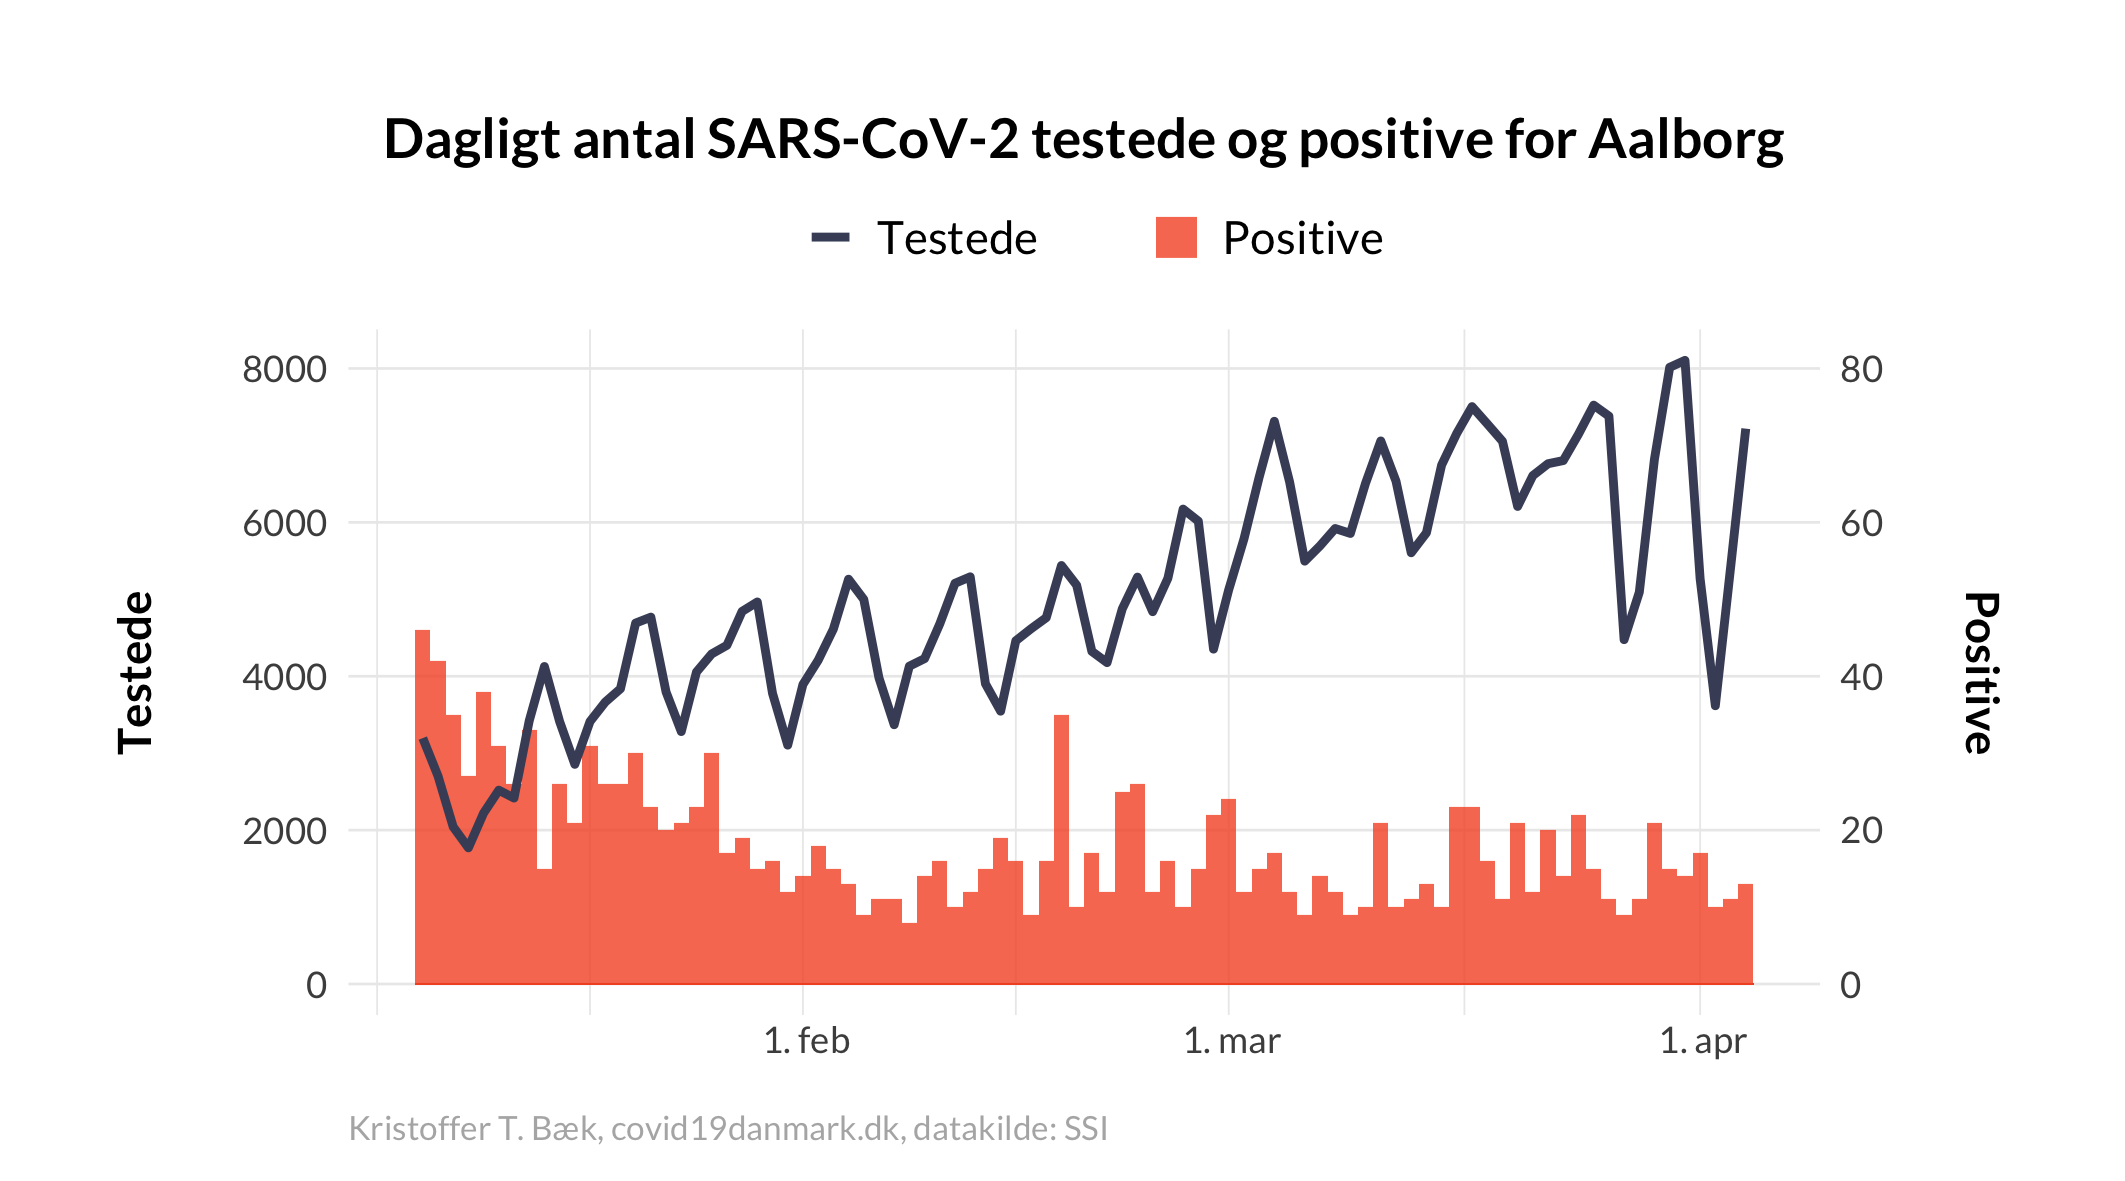 Dagligt antal SARS-CoV-2 testede og positive for Aalborg
Testede Positive
8000 80
6000 60
4000 40
2000 20
0 0
Testede
Positive
1. feb 1. mar 1. apr
Kristoffer T. Bæk, covid19danmark.dk, datakilde: SSI